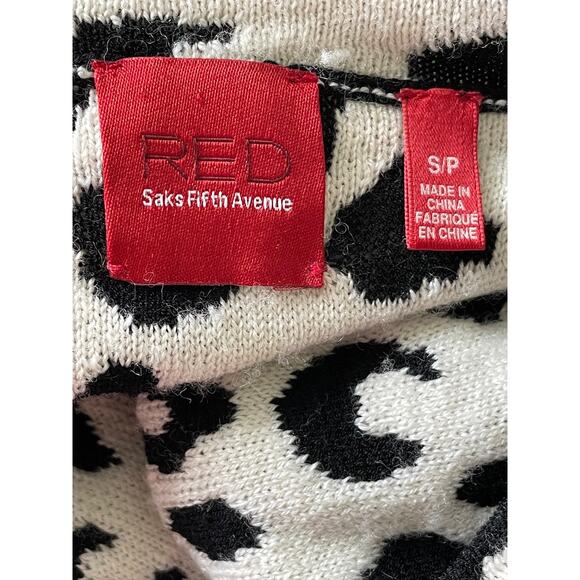 RED
Saks Fifth Avenue
S/P
MADE IN
CHINA
FABRIQUÉ
EN CHINE